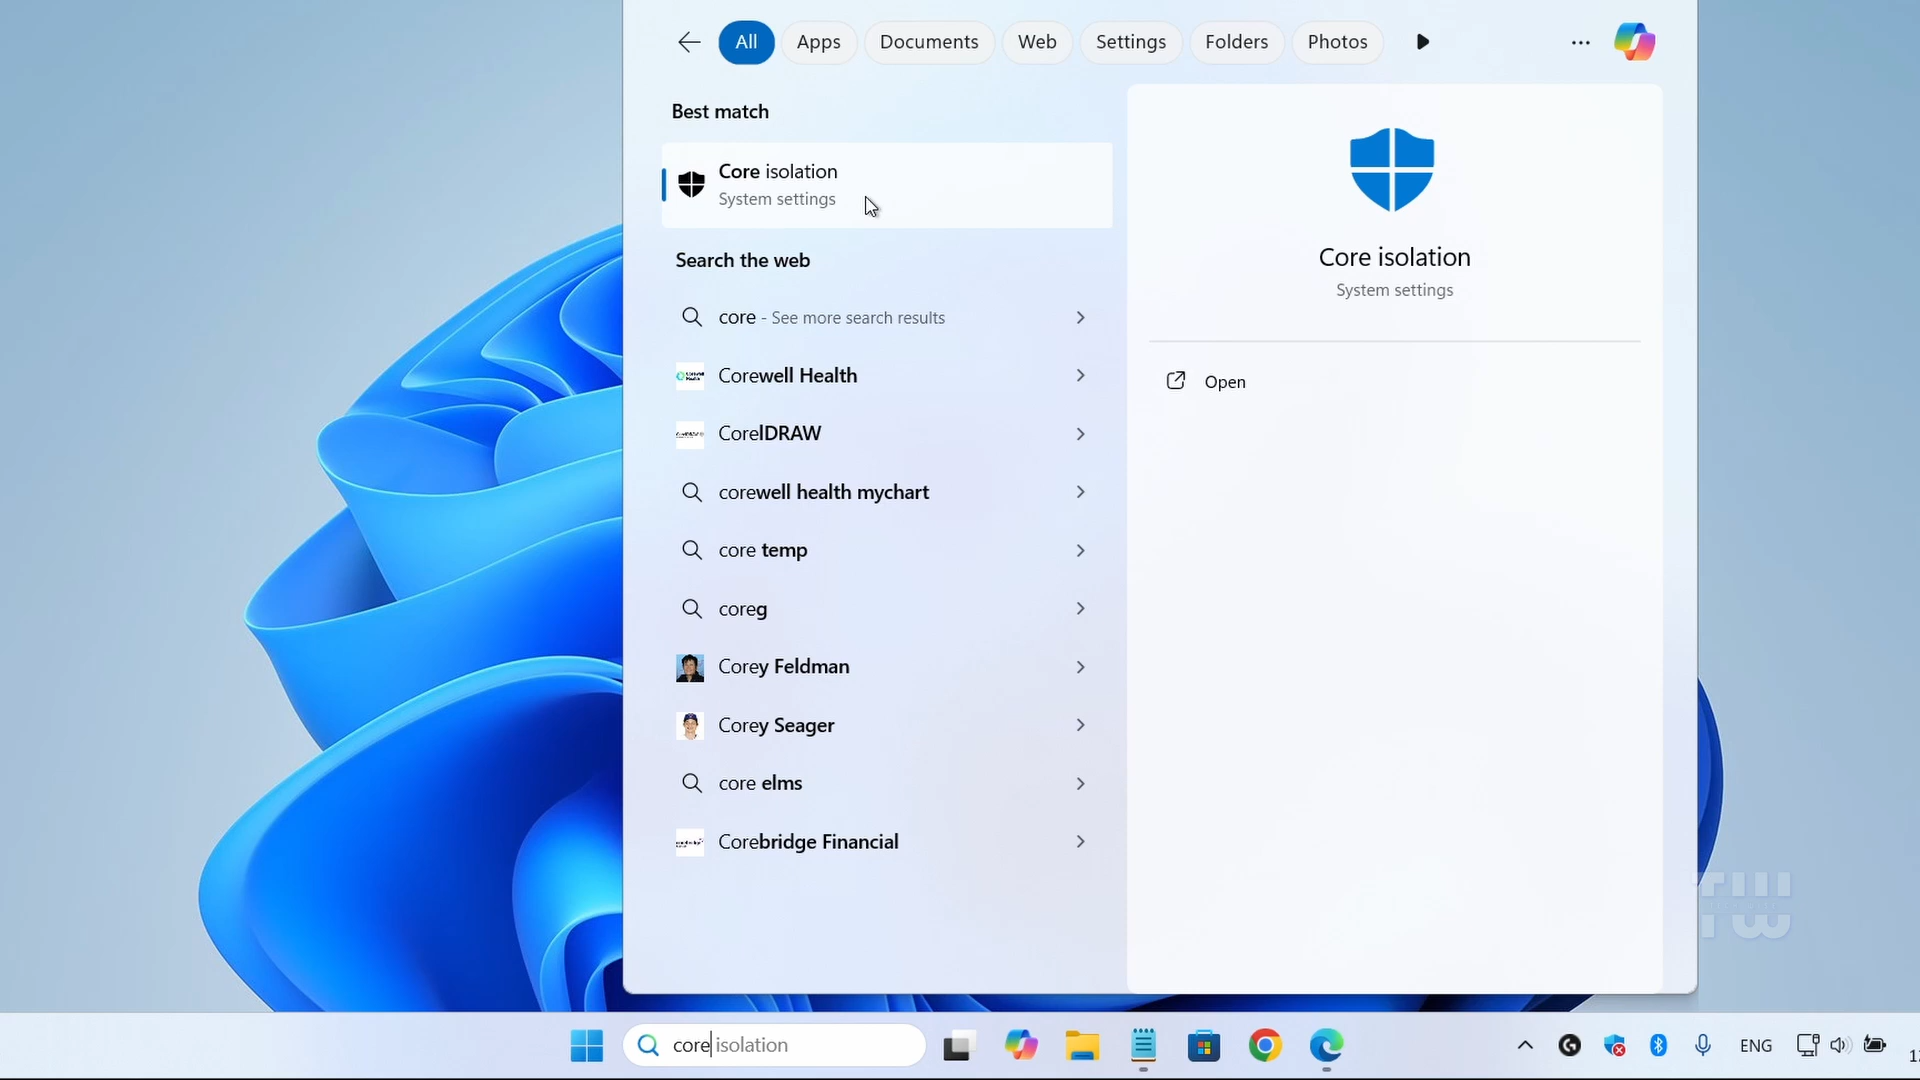 All
Apps
Documents
Web
Settings
Folders
Photos
Best match
Core isolation
System settings
Search the web
core - See more search results
Corewell Health
CorelDRAW
corewell health mychart
core temp
coreg
Corey Feldman
Corey Seager
core elms
Corebridge Financial
Core isolation
System settings
Open
TW
core isolation
ENG